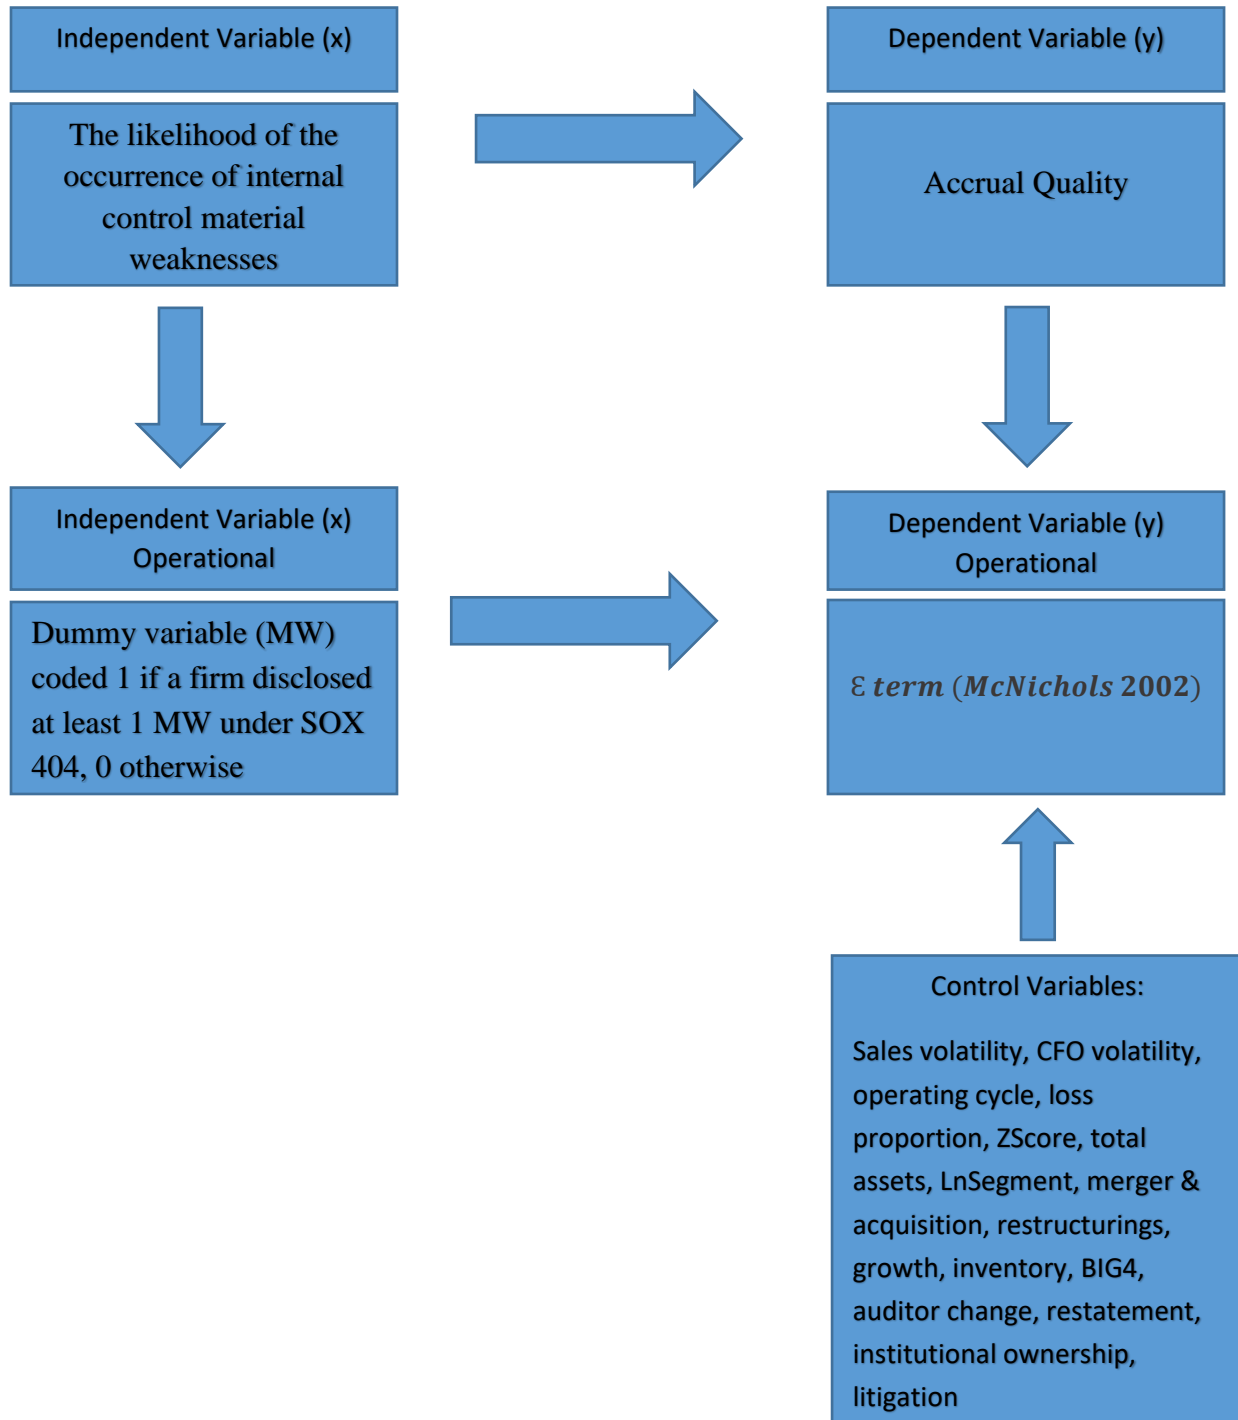 Independent Variable (x)
The likelihood of the
occurrence of internal
control material
weaknesses
Dependent Variable (y)
Accrual Quality
Independent Variable (x)
Operational
Dummy variable (MW)
coded 1 if a firm disclosed
at least 1 MW under SOX
404, 0 otherwise
Dependent Variable (y)
Operational
Ɛ term (McNichols 2002)
Control Variables:
Sales volatility, CFO volatility,
operating cycle, loss
proportion, ZScore, total
assets, LnSegment, merger &
acquisition, restructurings,
growth, inventory, BIG4,
auditor change, restatement,
institutional ownership,
litigation